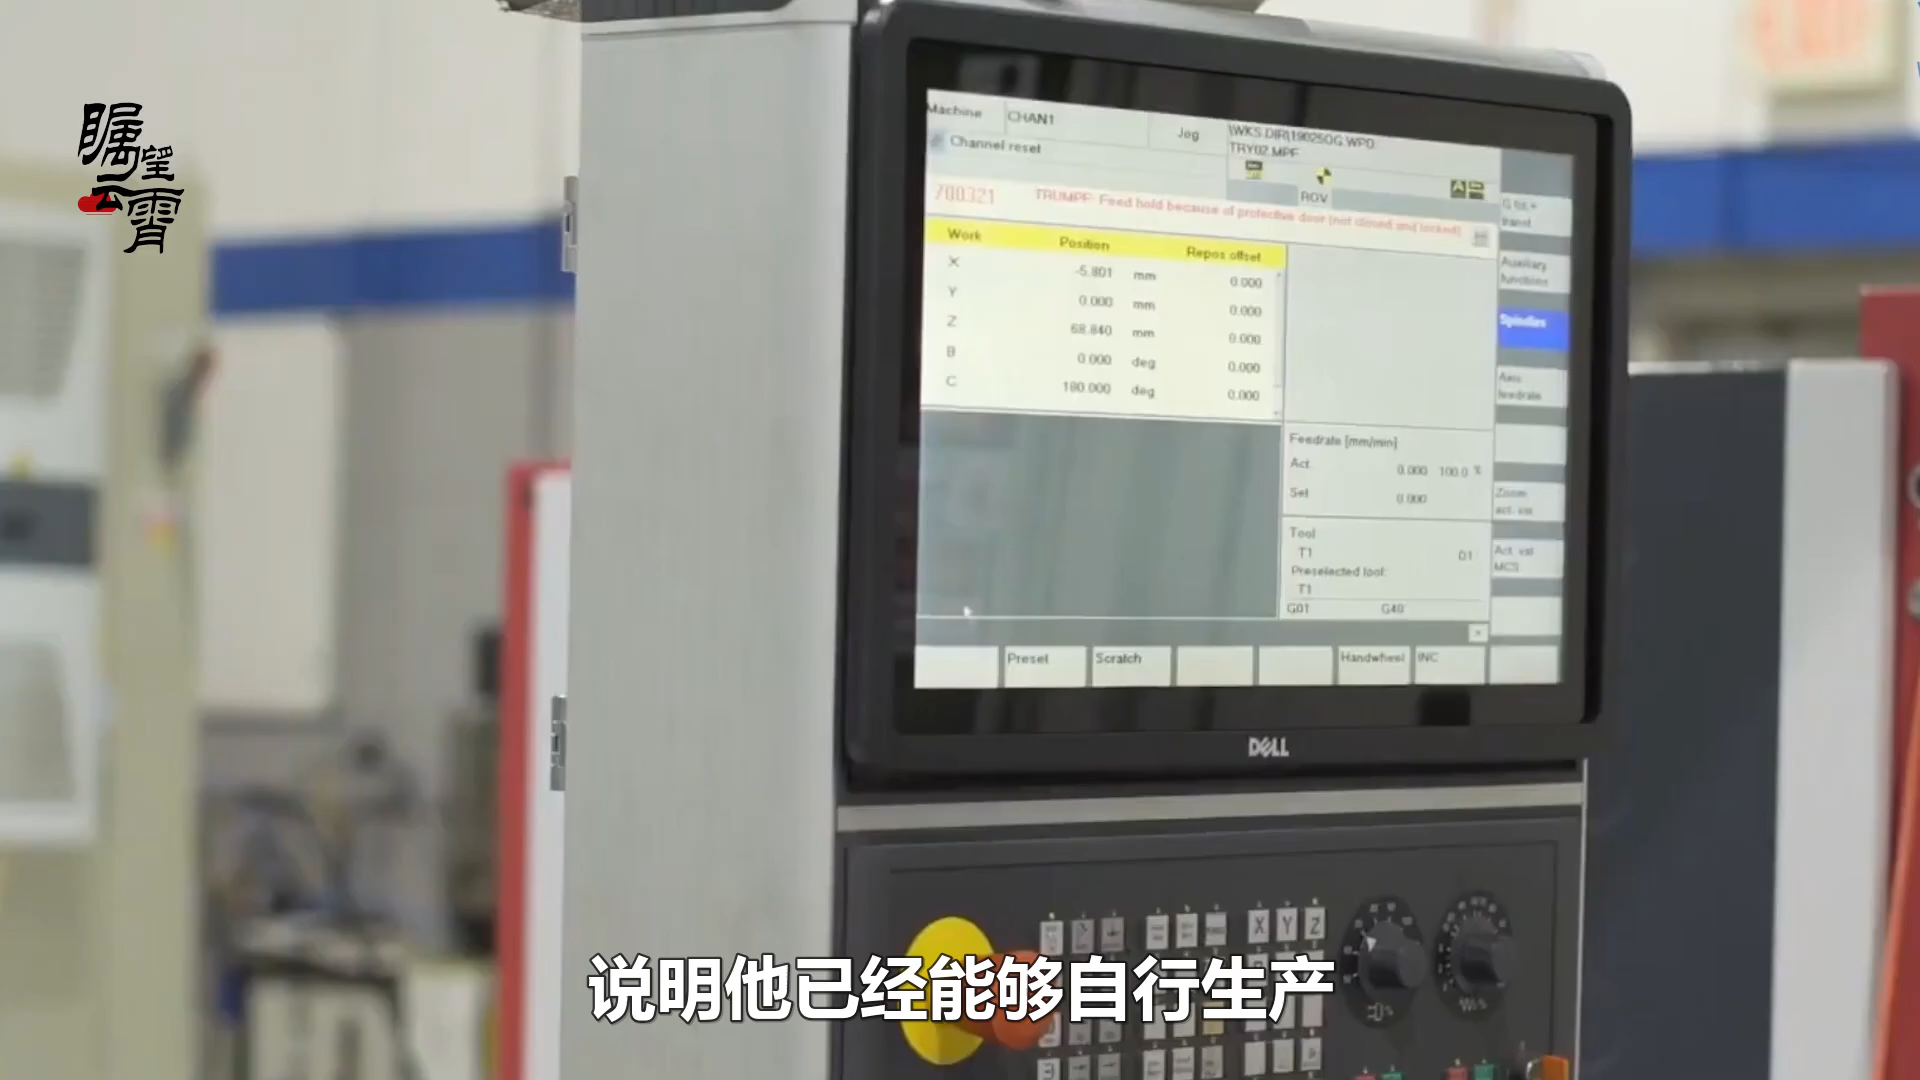 瞩望云霄
Machine
CHAN1
Jog
\WKS.DIR\19025OG.WPD
TRY02.MPF
Channel reset
ROV
700321
TRUMPF: Feed hold because of protective door (not closed and locked)
Work
Position
Repos offset
X
-5.801
mm
0.000
Y
0.000
mm
0.000
Z
68.840
mm
0.000
B
0.000
deg
0.000
C
180.000
deg
0.000
Auxiliary
functions
Spindles
Axis
feedrate
Feedrate [mm/min]
Act.
0.000
100.0 %
Set
0.000
Zoom
act. val
Tool
T1
D1
Preselected tool:
T1
G01
G40
Act. val
MCS
Preset
Scratch
Handwheel
INC
DELL
X Y Z
说明他已经能够自行生产